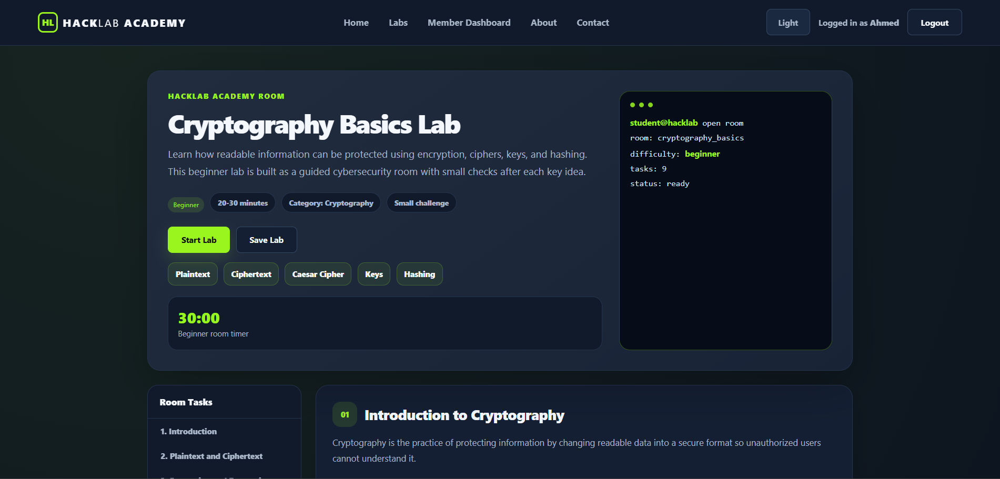 HL HACKLAB ACADEMY
Home Labs Member Dashboard About Contact
Light Logged in as Ahmed Logout
HACKLAB ACADEMY ROOM
Cryptography Basics Lab
Learn how readable information can be protected using encryption, ciphers, keys, and hashing.
This beginner lab is built as a guided cybersecurity room with small checks after each key idea.
Beginner 20-30 minutes Category: Cryptography Small challenge
Start Lab Save Lab
Plaintext Ciphertext Caesar Cipher Keys Hashing
30:00
Beginner room timer
student@hacklab open room
room: cryptography_basics
difficulty: beginner
tasks: 9
status: ready
Room Tasks
1. Introduction
2. Plaintext and Ciphertext
01 Introduction to Cryptography
Cryptography is the practice of protecting information by changing readable data into a secure format so unauthorized users
cannot understand it.